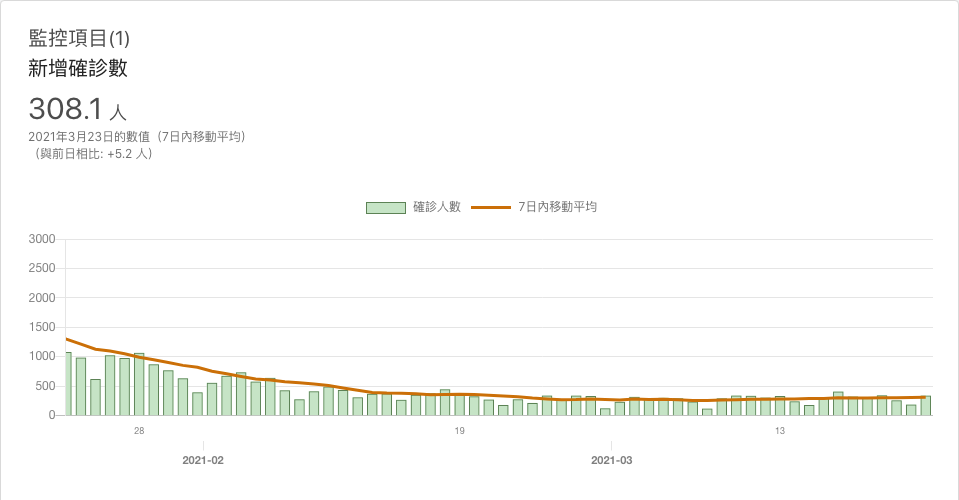 監控項目(1)
新增確診數
308.1 人
2021年3月23日的數值（7日內移動平均）
（與前日相比: +5.2 人）
確診人數 7日內移動平均
3000
2500
2000
1500
1000
500
0
28 19 13
2021-02 2021-03